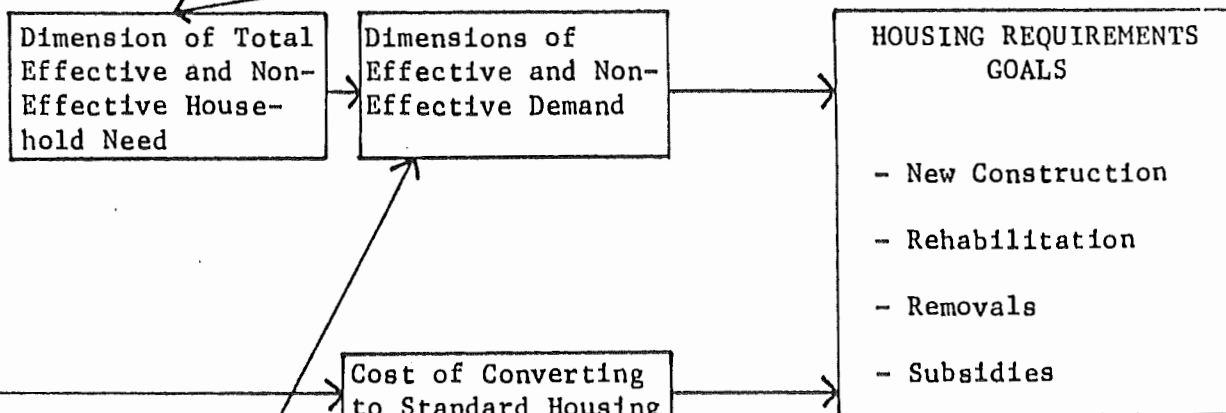 Dimension of Total
Effective and Non-
Effective House-
hold Need
Dimensions of
Effective and Non-
Effective Demand
HOUSING REQUIREMENTS
GOALS
- New Construction
- Rehabilitation
- Removals
- Subsidies
Cost of Converting
to Standard Housing